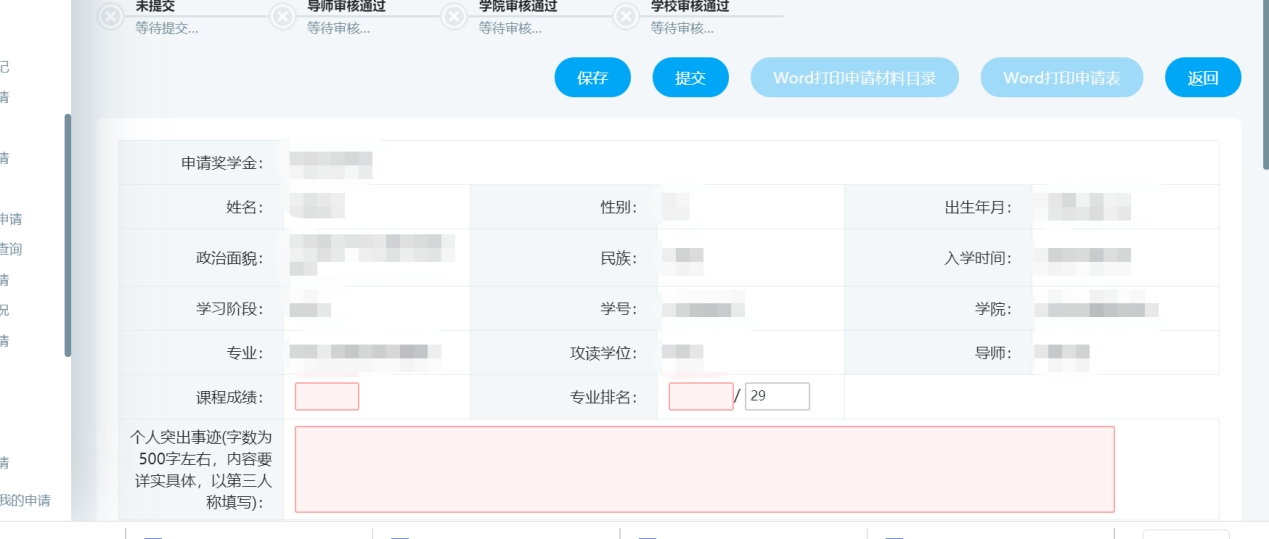 未提交
导师审核通过
学院审核通过
学校审核通过
等待提交...
等待审核...
等待审核...
等待审核...
保存
提交
Word打印申请材料目录
Word打印申请表
返回
记
请
请
申请
查询
请
况
请
请
我的申请
申请奖学金：
姓名：
性别：
出生年月：
政治面貌：
民族：
入学时间：
学习阶段：
学号：
学院：
专业：
攻读学位：
导师：
课程成绩：
专业排名：
/ 29
个人突出事迹(字数为
500字左右，内容要
详实具体，以第三人
称填写)：